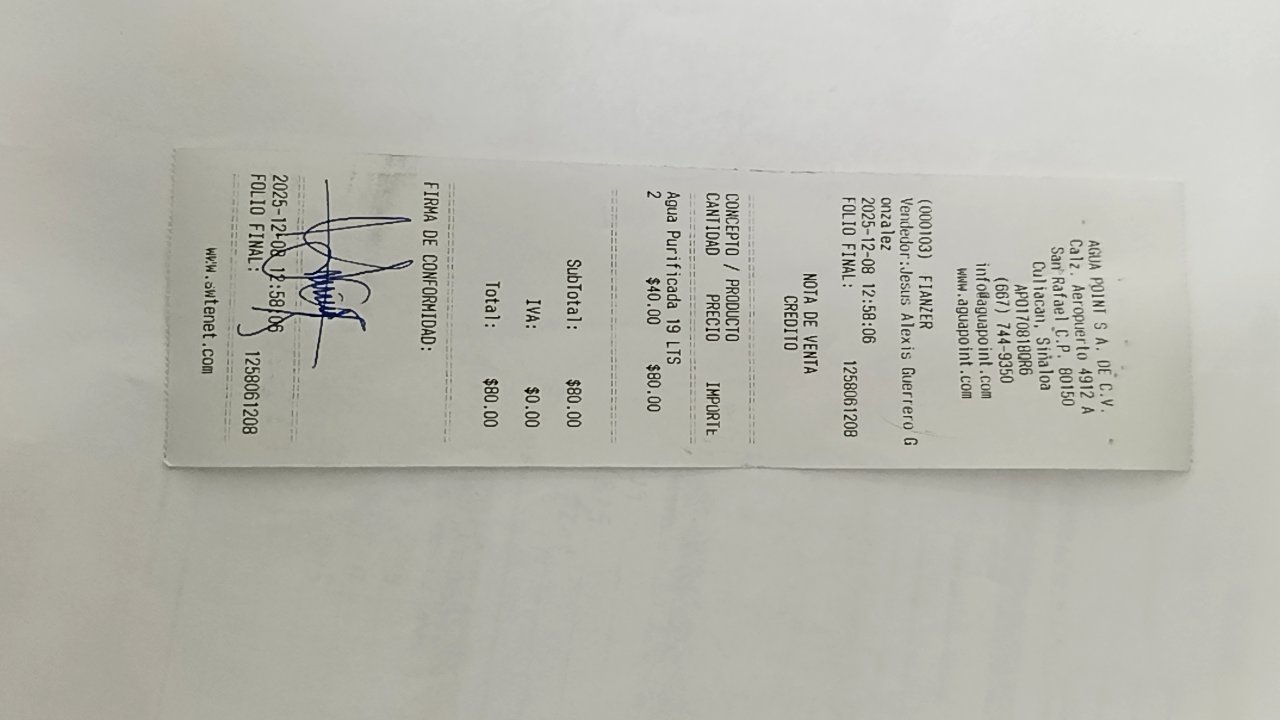 AGUA POINT S A. DE C.V.
Calz. Aeropuerto 4912 A
San Rafael C.P. 80150
Culiacan, Sinaloa
APO170818QR6
(667) 744-9350
info@aguapoint.com
www.aguapoint.com
(000103) FIANZER
Vendedor:Jesus Alexis Guerrero G
onzalez
2025-12-08 12:58:06
FOLIO FINAL: 1258061208
NOTA DE VENTA
CREDITO
CONCEPTO / PRODUCTO
CANTIDAD PRECIO IMPORTE
Agua Purificada 19 LTS
2 $40.00 $80.00
SubTotal: $80.00
IVA: $0.00
Total: $80.00
FIRMA DE CONFORMIDAD:
2025-12-08 12:58:06
FOLIO FINAL: 1258061208
www.awtenet.com